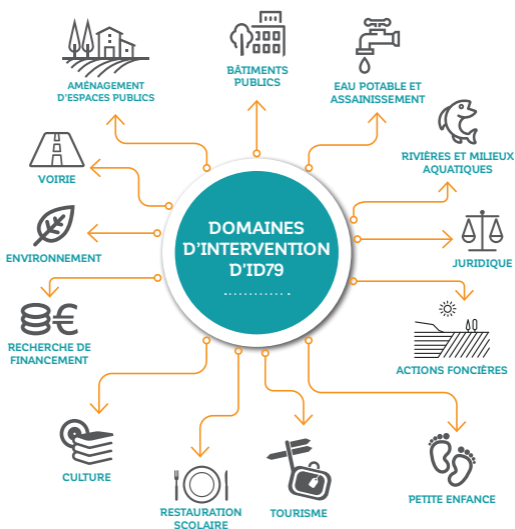 AMÉNAGEMENT
D'ESPACES PUBLICS
BÂTIMENTS
PUBLICS
EAU POTABLE ET
ASSAINISSEMENT
RIVIÈRES ET MILIEUX
AQUATIQUES
VOIRIE
DOMAINES
D'INTERVENTION
D'ID79
ENVIRONNEMENT
JURIDIQUE
RECHERCHE DE
FINANCEMENT
ACTIONS FONCIÈRES
CULTURE
RESTAURATION
SCOLAIRE
TOURISME
PETITE ENFANCE